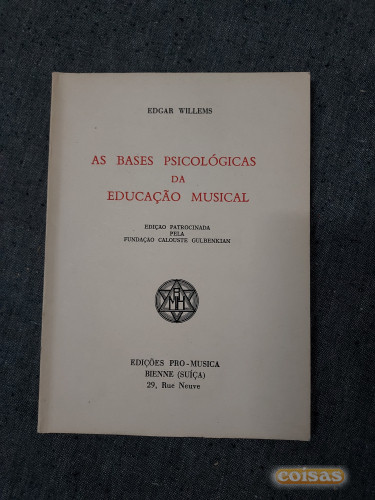 EDGAR WILLEMS
AS BASES PSICOLÓGICAS
DA
EDUCAÇÃO MUSICAL
EDIÇÃO PATROCINADA
PELA
FUNDAÇÃO CALOUSTE GULBENKIAN
EDIÇÕES PRO-MUSICA
BIENNE (SUÍÇA)
29, Rue Neuve
coisas